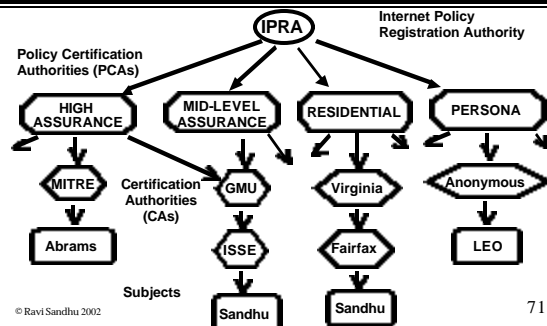 IPRA
Internet Policy
Registration Authority
Policy Certification
Authorities (PCAs)
HIGH
ASSURANCE
MID-LEVEL
ASSURANCE
RESIDENTIAL
PERSONA
MITRE
Certification
Authorities
(CAs)
GMU
Virginia
Anonymous
Abrams
ISSE
Fairfax
LEO
Subjects
Sandhu
Sandhu
© Ravi Sandhu 2002
71